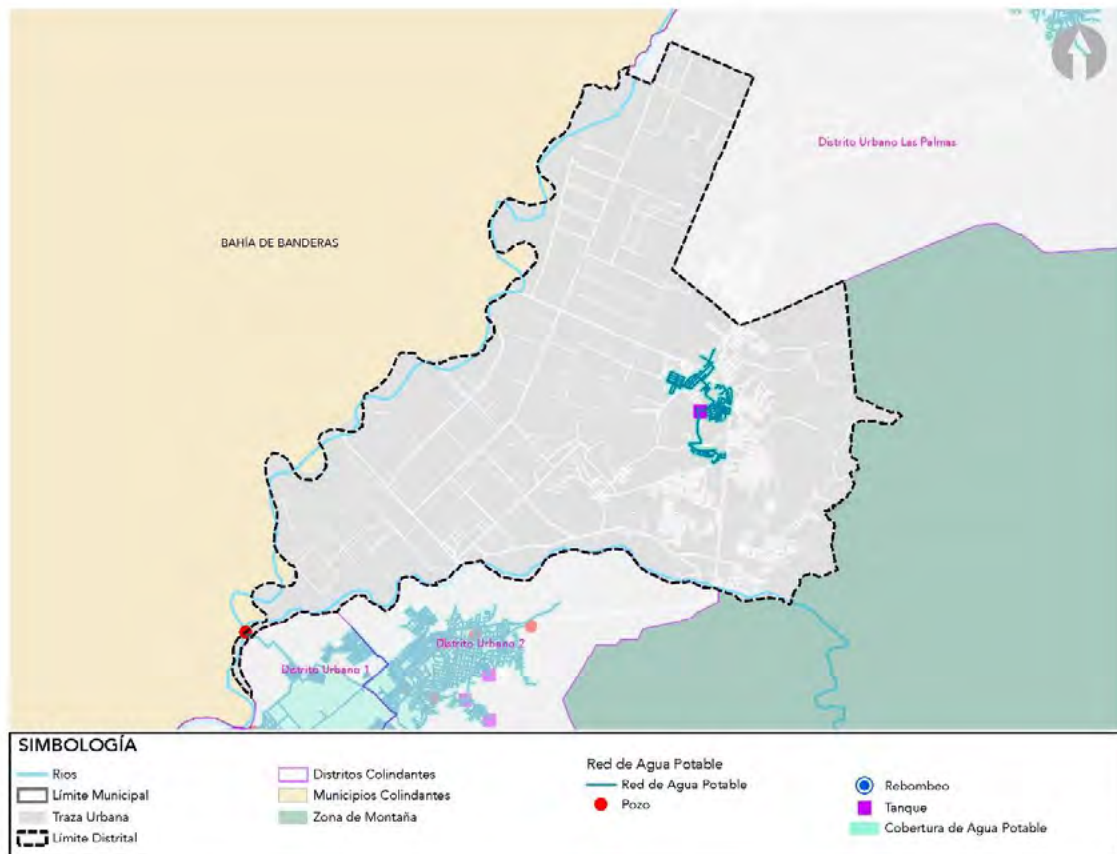 Distrito Urbano Las Palmas
BAHÍA DE BANDERAS
Distrito Urbano 2
Distrito Urbano 1
SIMBOLOGÍA
Rios
Límite Municipal
Traza Urbana
Límite Distrital
Distritos Colindantes
Municipios Colindantes
Zona de Montaña
Red de Agua Potable
Red de Agua Potable
Pozo
Rebombeo
Tanque
Cobertura de Agua Potable